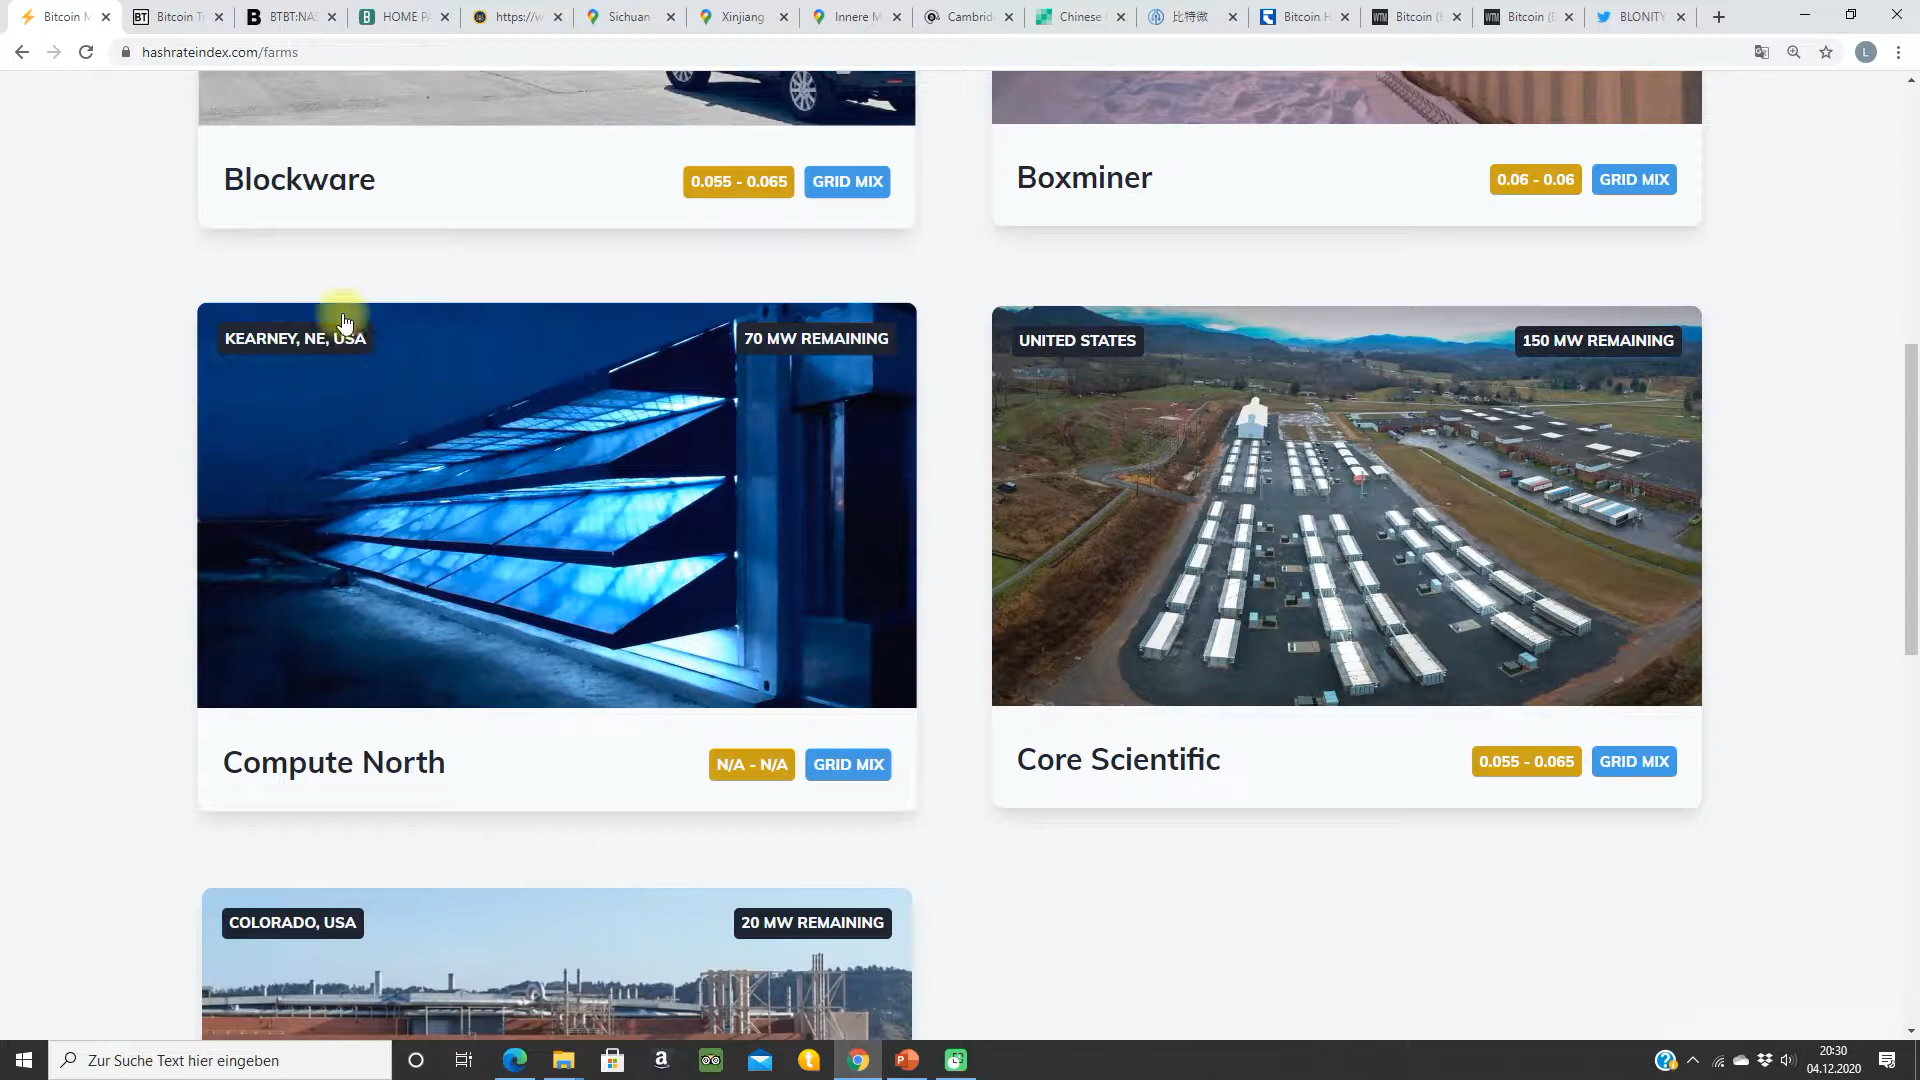 Bitcoin M
Bitcoin T
BTBT:NAS
HOME PA
https://w
Sichuan
Xinjiang
Innere M
Cambrid
Chinese
比特微
Bitcoin H
Bitcoin (B
Bitcoin (B
BLONITY
hashrateindex.com/farms
L
Blockware
0.055 - 0.065
GRID MIX
Boxminer
0.06 - 0.06
GRID MIX
KEARNEY, NE, USA
70 MW REMAINING
UNITED STATES
150 MW REMAINING
Compute North
N/A - N/A
GRID MIX
Core Scientific
0.055 - 0.065
GRID MIX
COLORADO, USA
20 MW REMAINING
Zur Suche Text hier eingeben
20:30
04.12.2020